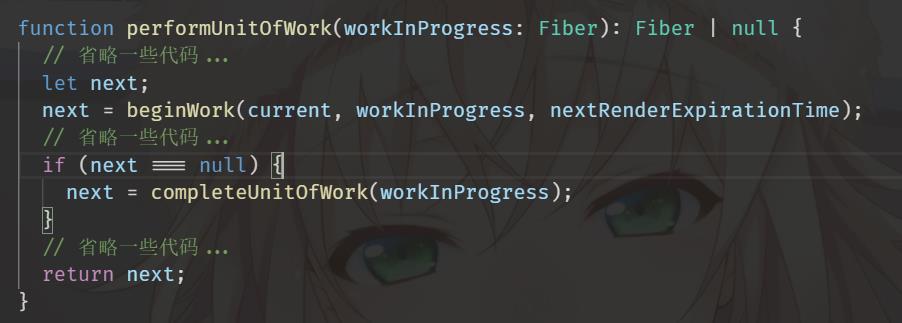 function performUnitOfWork(workInProgress: Fiber): Fiber | null {
// 省略一些代码...
let next;
next = beginWork(current, workInProgress, nextRenderExpirationTime);
// 省略一些代码...
if (next === null) {
next = completeUnitOfWork(workInProgress);
}
// 省略一些代码...
return next;
}